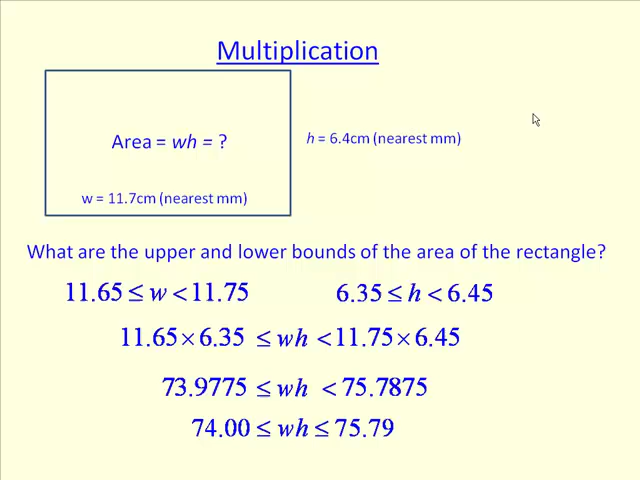 Multiplication
Area = wh = ?
h = 6.4cm (nearest mm)
w = 11.7cm (nearest mm)
What are the upper and lower bounds of the area of the rectangle?
11.65 ≤ w < 11.75
6.35 ≤ h < 6.45
11.65 × 6.35 ≤ wh < 11.75 × 6.45
73.9775 ≤ wh < 75.7875
74.00 ≤ wh ≤ 75.79